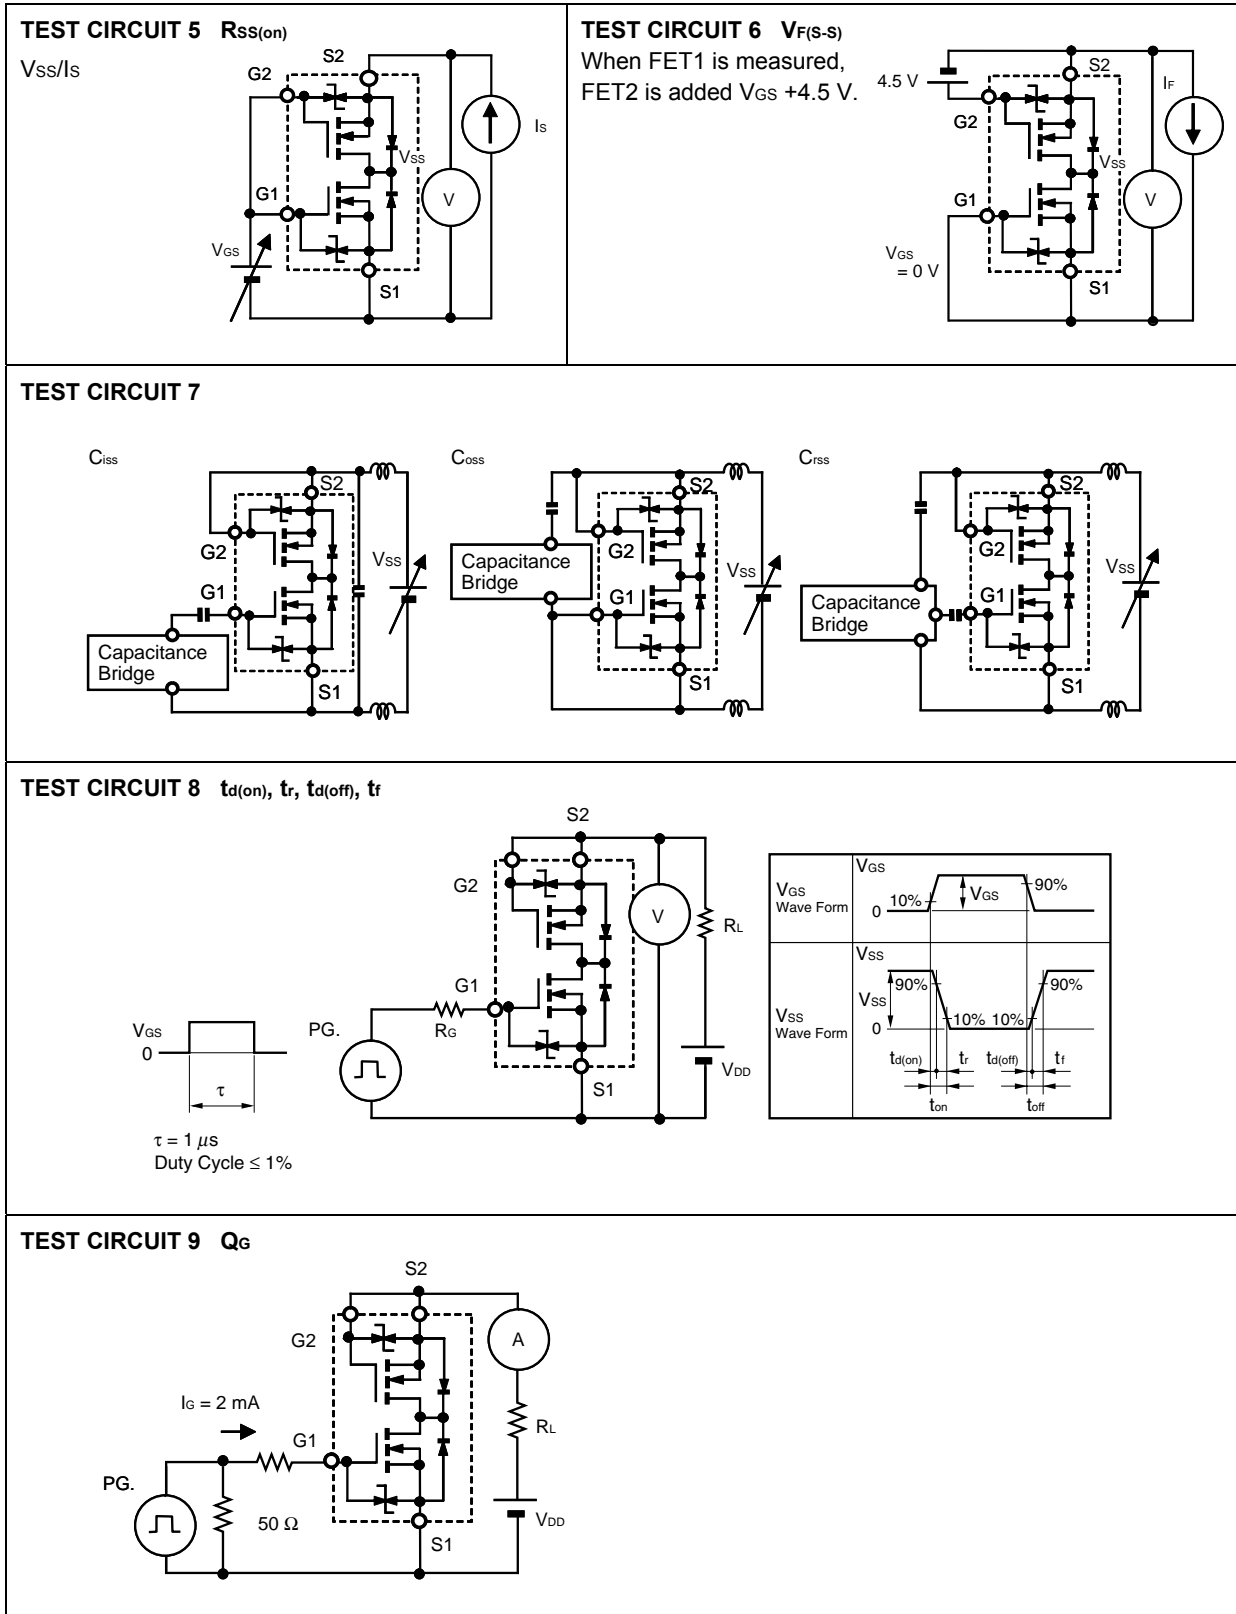 TEST CIRCUIT 5 RSS(on)
VSS/IS
S2
G2
IS
VSS
G1
V
VGS
S1
TEST CIRCUIT 6 VF(S-S)
When FET1 is measured,
FET2 is added VGS +4.5 V.
4.5 V
S2
IF
G2
VSS
G1
V
VGS
= 0 V
S1
TEST CIRCUIT 7
Ciss
S2
G2
VSS
G1
Capacitance
Bridge
S1
Coss
S2
G2
Capacitance
Bridge
VSS
G1
S1
Crss
S2
G2
VSS
G1
Capacitance
Bridge
S1
TEST CIRCUIT 8 td(on), tr, td(off), tf
S2
G2
V
RL
G1
PG.
RG
VGS
0
τ
VDD
S1
τ = 1 μs
Duty Cycle ≤ 1%
VGS
Wave Form
VGS
10%
0
VGS
90%
VSS
Wave Form
VSS
VSS
90%
90%
0
10% 10%
td(on) tr td(off) tf
ton toff
TEST CIRCUIT 9 QG
S2
G2
A
IG = 2 mA
RL
G1
PG.
50 Ω
VDD
S1